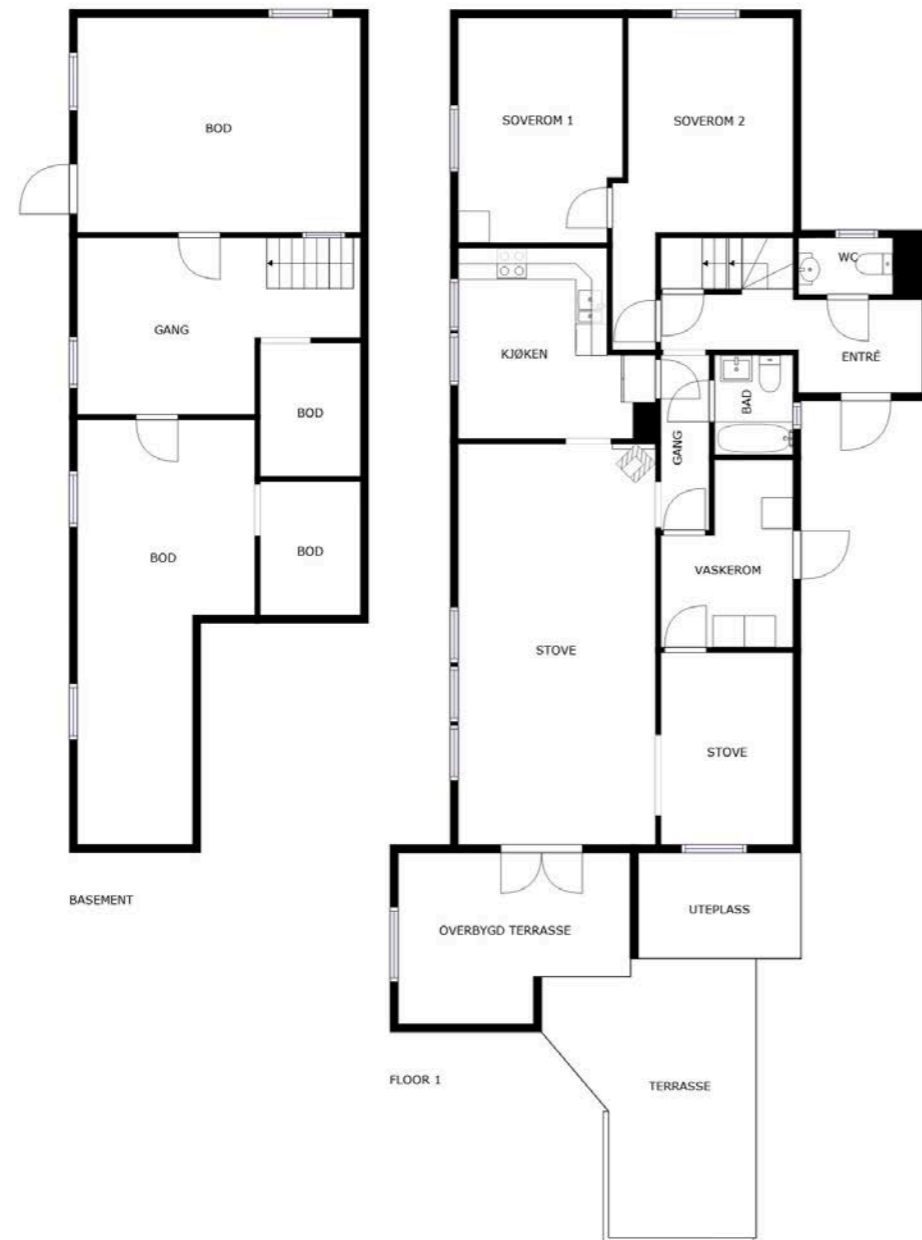 BOD
GANG
BOD
BOD
BOD
BASEMENT
SOVEROM 1
SOVEROM 2
WC
KJØKEN
ENTRÉ
BAD
GANG
VASKEROM
STOVE
STOVE
OVERBYGD TERRASSE
UTEPLASS
FLOOR 1
TERRASSE